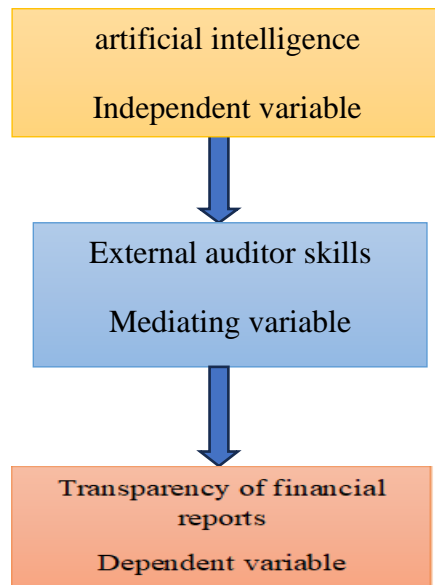 artificial intelligence
Independent variable
External auditor skills
Mediating variable
Transparency of financial
reports
Dependent variable